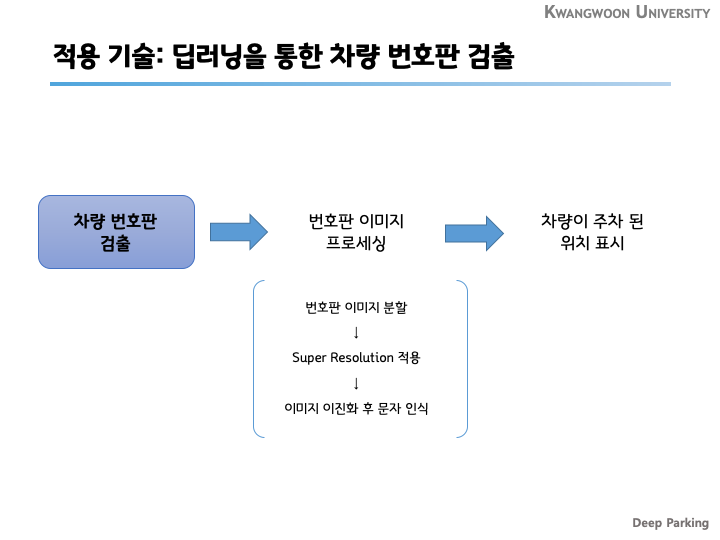 KWANGWOON UNIVERSITY
적용 기술: 딥러닝을 통한 차량 번호판 검출
차량 번호판
검출
번호판 이미지
프로세싱
차량이 주차 된
위치 표시
번호판 이미지 분할
↓
Super Resolution 적용
↓
이미지 이진화 후 문자 인식
Deep Parking